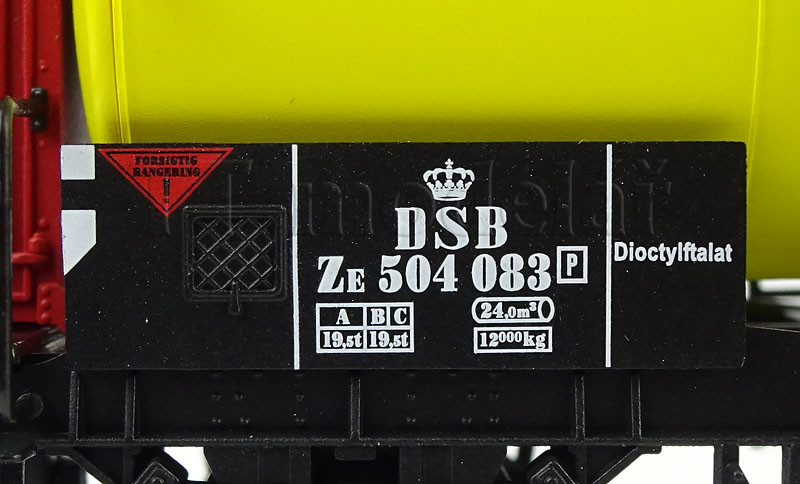 FORSIGTIG
RANGERING
!
DSB
ZE 504 083 P
Dioctylftalat
A B C
19,5t 19,5t
24,0m³()
12000kg